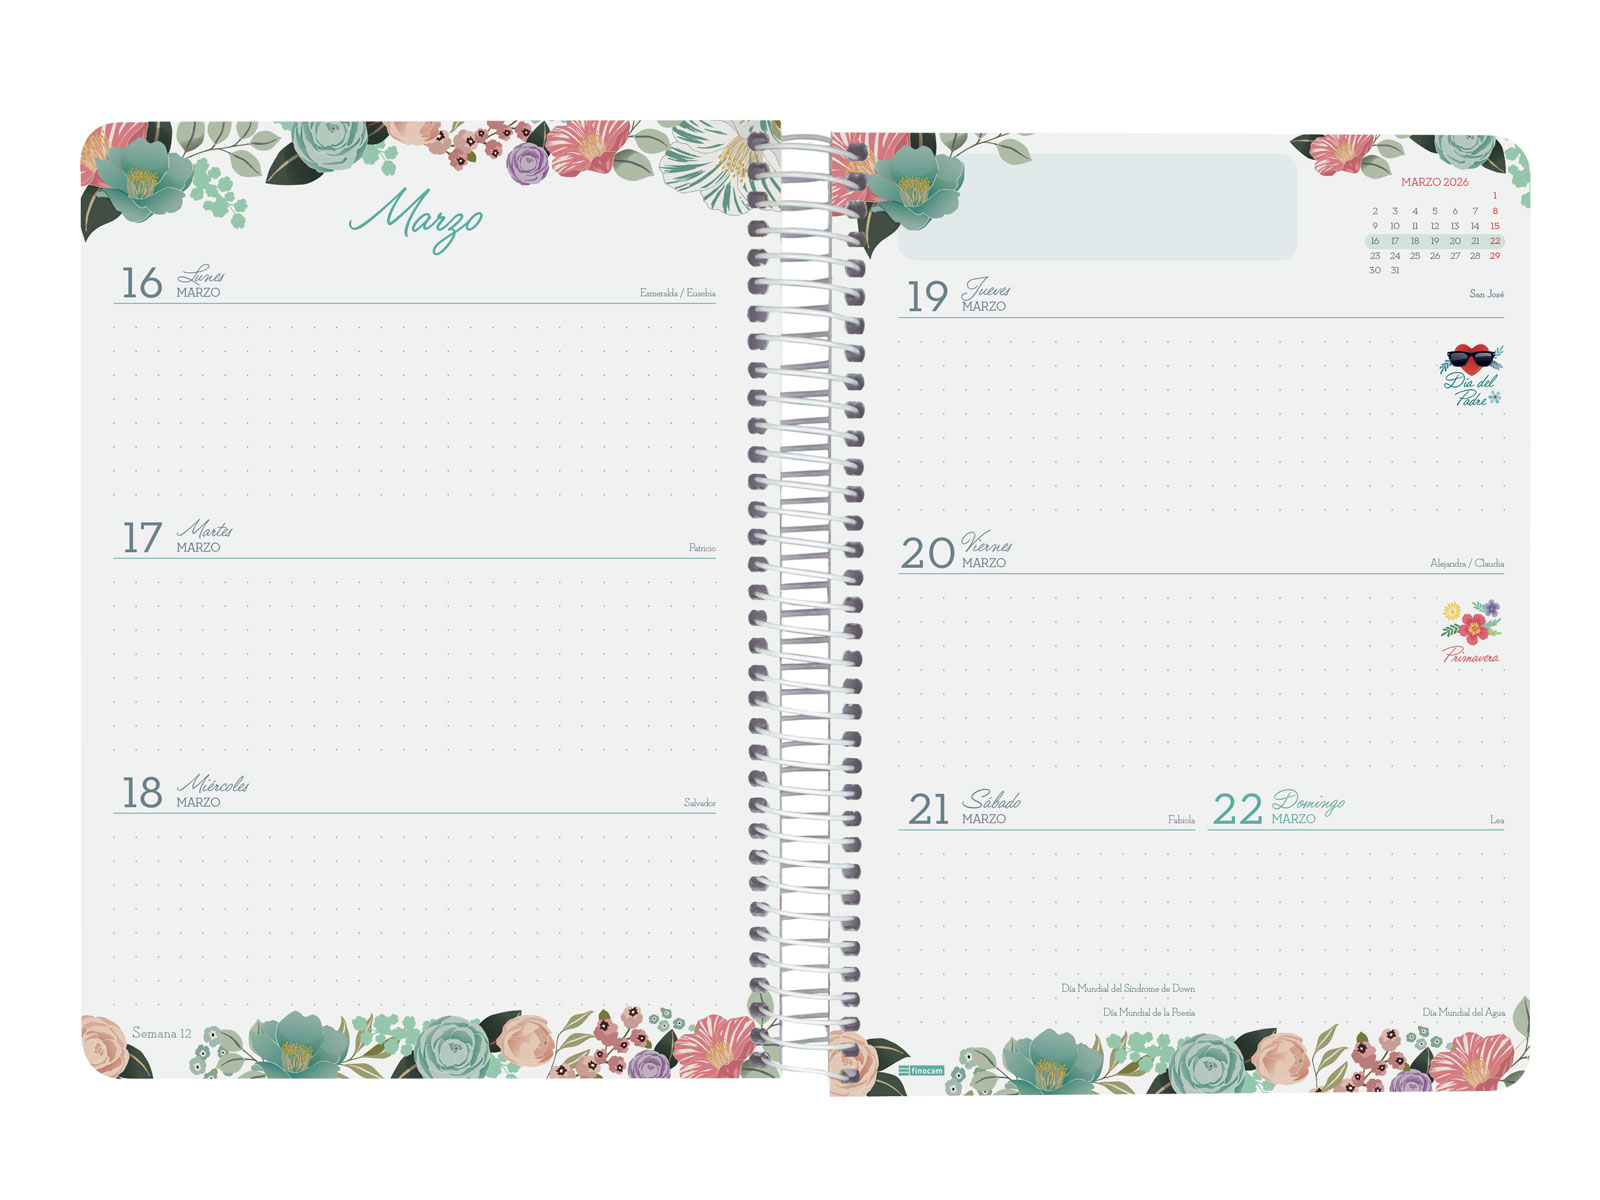 Marzo
16 Lunes
MARZO
Esmeralda / Eusebia
17 Martes
MARZO
Patricio
18 Miércoles
MARZO
Salvador
Semana 12
MARZO 2026
1
2 3 4 5 6 7 8
9 10 11 12 13 14 15
16 17 18 19 20 21 22
23 24 25 26 27 28 29
30 31
19 Jueves
MARZO
San José
Día del
Padre
20 Viernes
MARZO
Alejandra / Claudia
Primavera
21 Sábado
MARZO
Fabiola
22 Domingo
MARZO
Lea
Día Mundial del Síndrome de Down
Día Mundial de la Poesía
Día Mundial del Agua
finocam